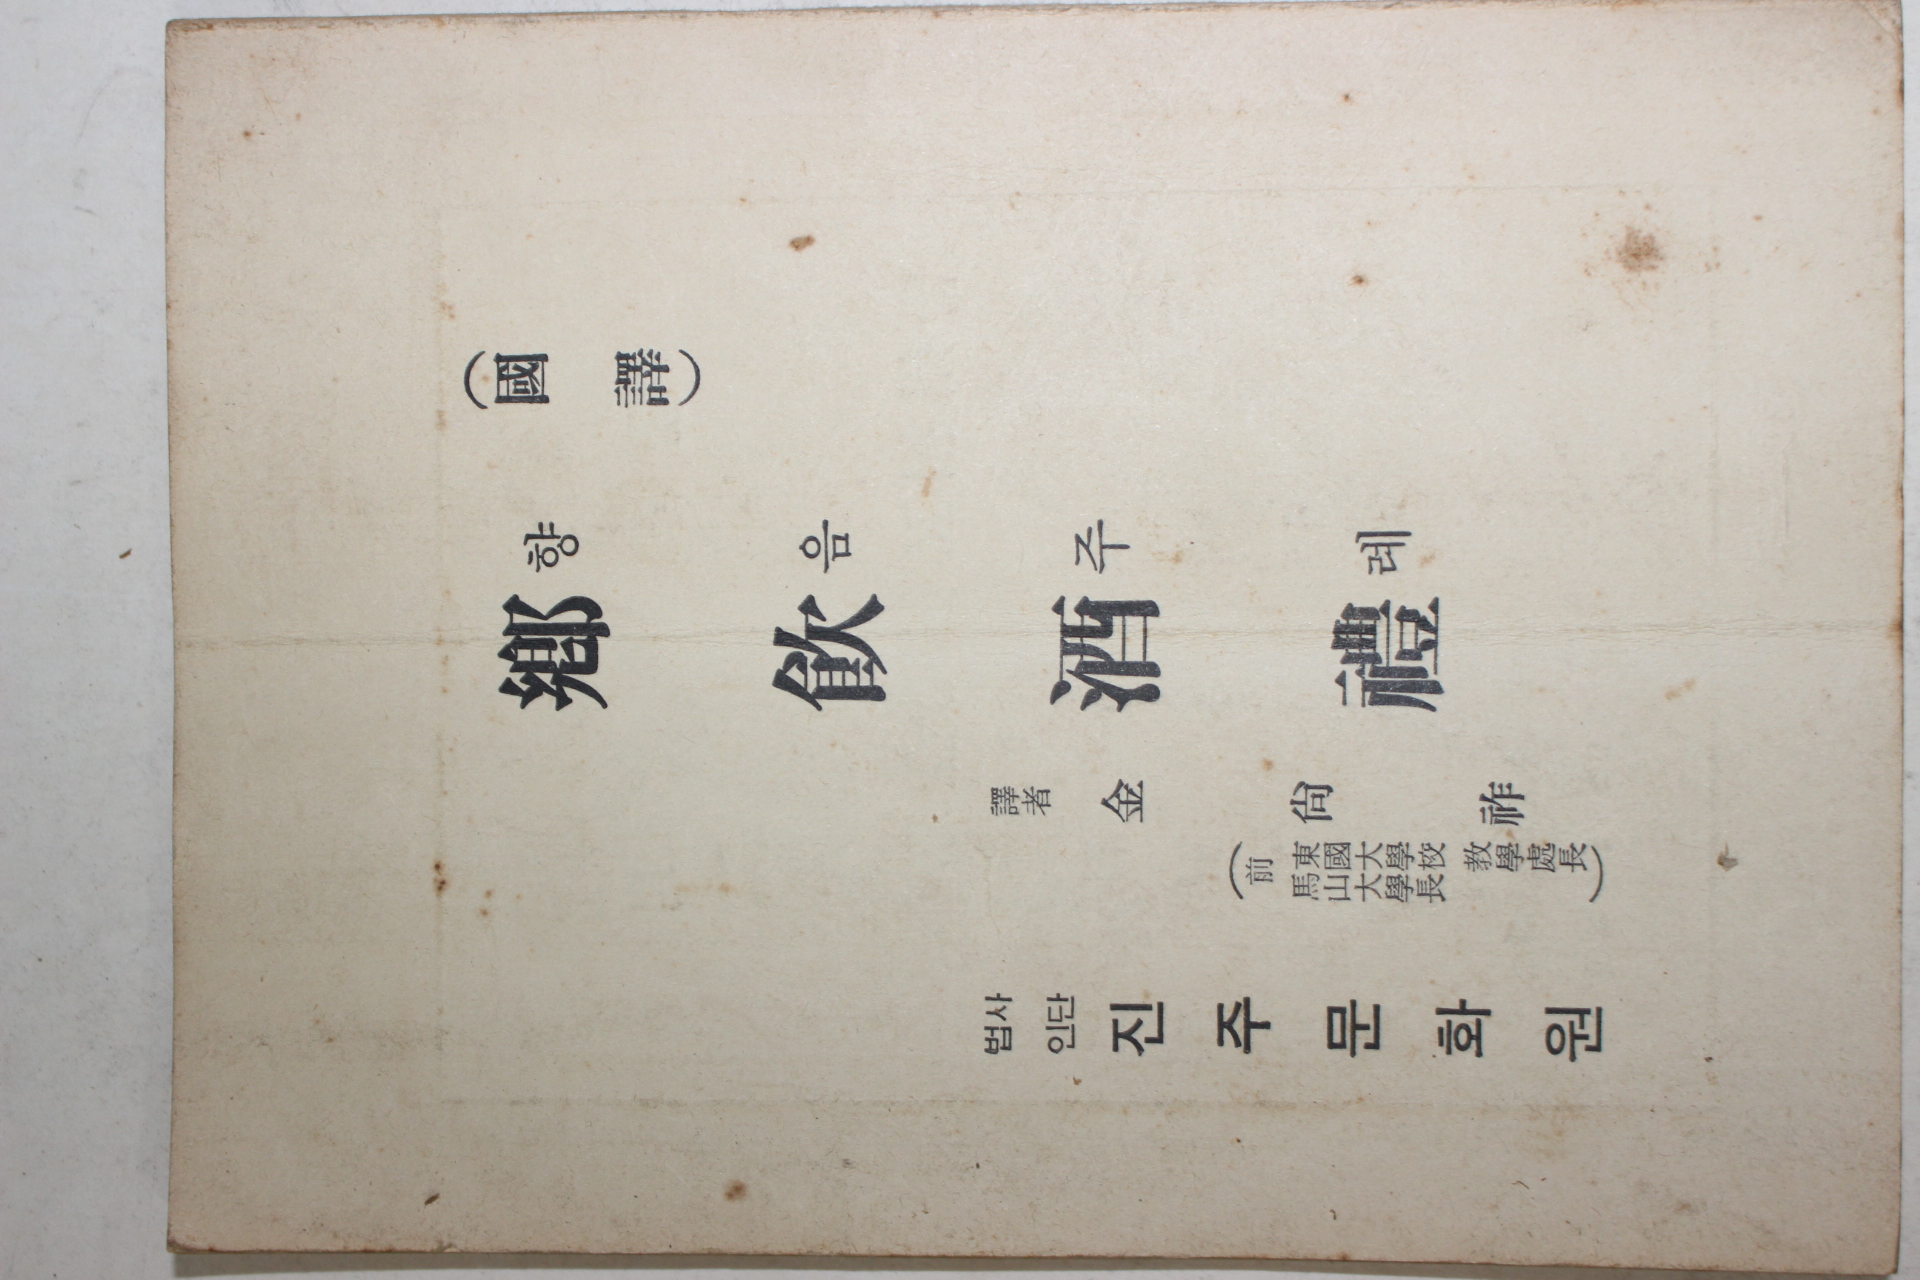 (國譯)
향음주례
鄕飮酒禮
譯者 金尙祚
(前 東國大學校 馬山大學長 教學處長)
사단법인 진주문화원